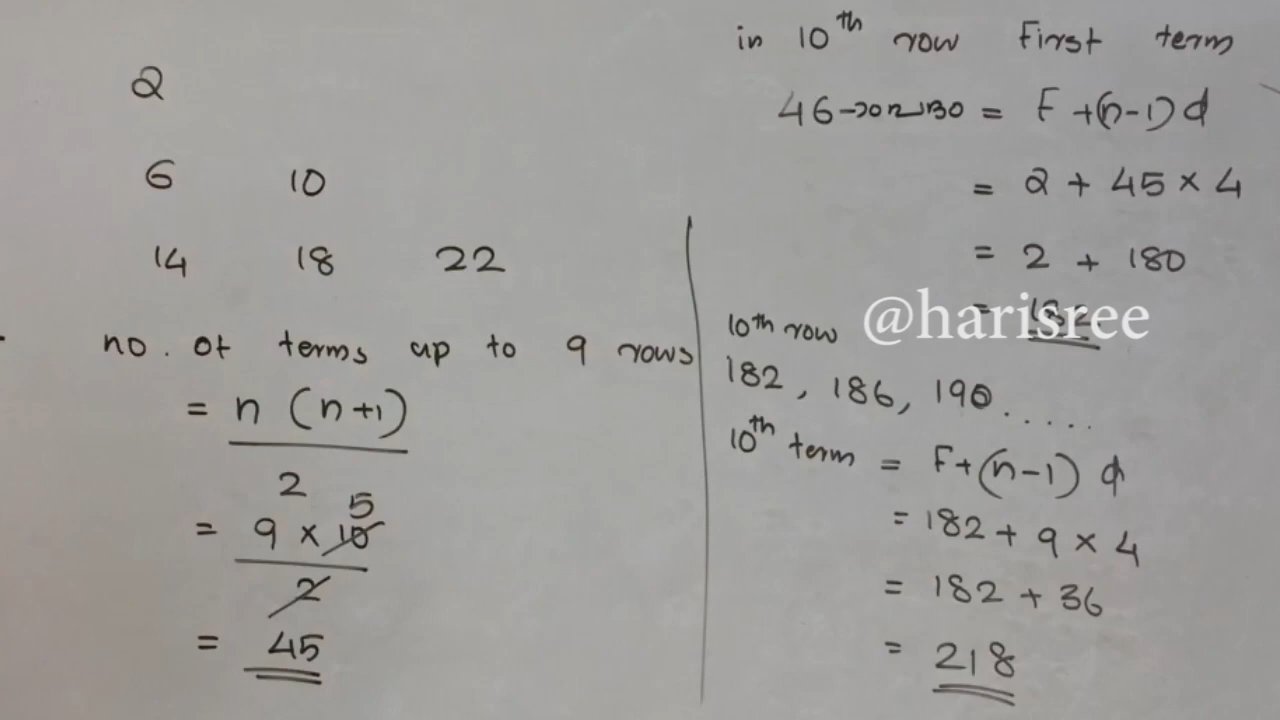 2
6 10
14 18 22
no. of terms up to 9 rows
= n (n+1)
2
= 9 × 10 5
2
= 45
in 10th row first term
46-ാമത്തെ = F +(n-1) d
= 2 + 45 × 4
= 2 + 180
= 182
@harisree
10th row
182, 186, 190.....
10th term = F+(n-1) d
= 182 + 9 × 4
= 182 + 36
= 218